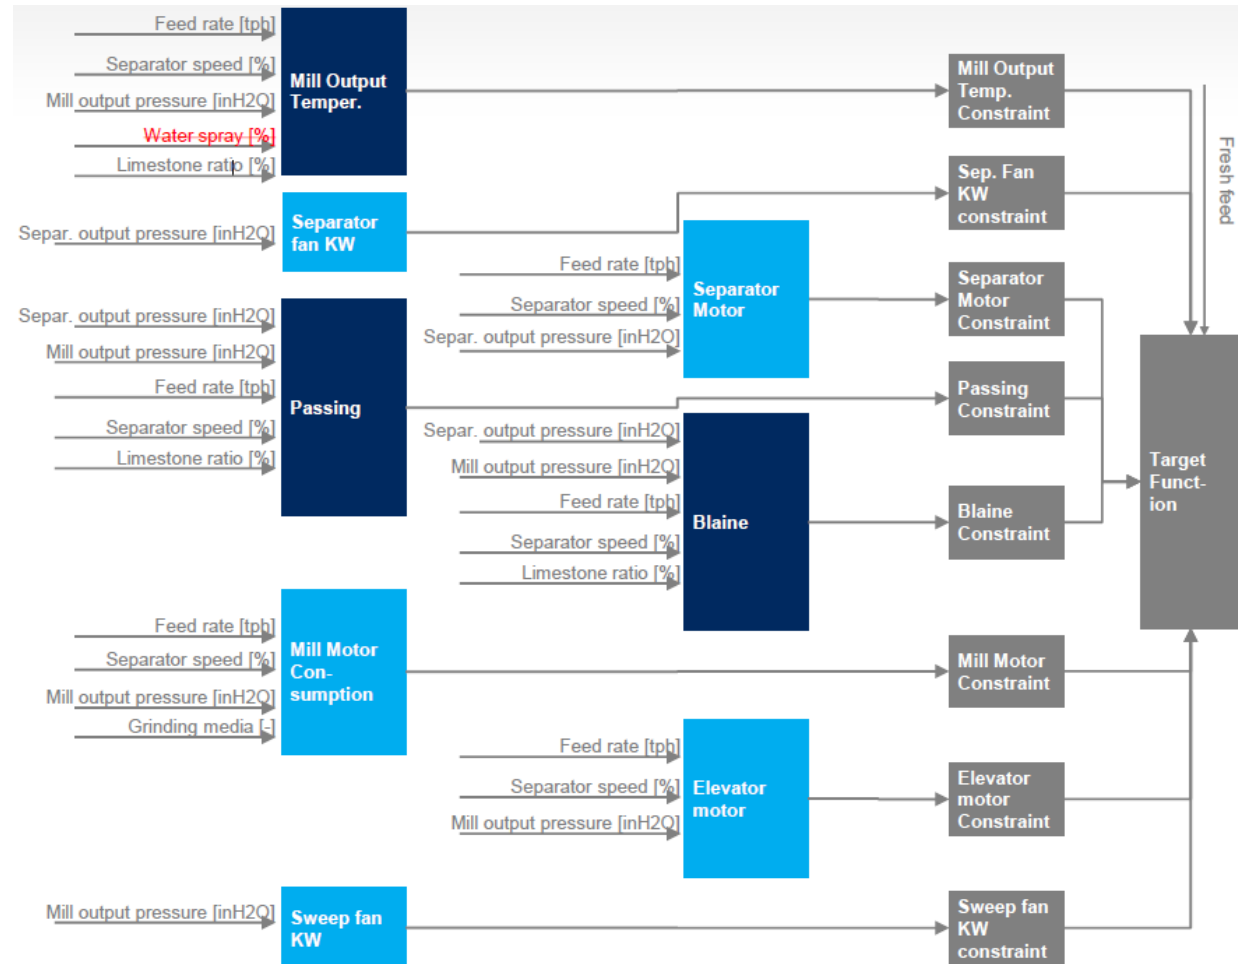 Feed rate [tph]
Separator speed [%]
Mill output pressure [inH2O]
Water spray [%]
Limestone ratio [%]
Mill Output
Temper.
Mill Output
Temp.
Constraint
Fresh feed
Separ. output pressure [inH2O]
Separator
fan KW
Sep. Fan
KW
constraint
Feed rate [tph]
Separator speed [%]
Separ. output pressure [inH2O]
Separator
Motor
Separator
Motor
Constraint
Separ. output pressure [inH2O]
Mill output pressure [inH2O]
Feed rate [tph]
Separator speed [%]
Limestone ratio [%]
Passing
Passing
Constraint
Separ. output pressure [inH2O]
Mill output pressure [inH2O]
Feed rate [tph]
Separator speed [%]
Limestone ratio [%]
Blaine
Blaine
Constraint
Target
Funct-
ion
Feed rate [tph]
Separator speed [%]
Mill output pressure [inH2O]
Grinding media [-]
Mill Motor
Con-
sumption
Mill Motor
Constraint
Feed rate [tph]
Separator speed [%]
Mill output pressure [inH2O]
Elevator
motor
Elevator
motor
Constraint
Mill output pressure [inH2O]
Sweep fan
KW
Sweep fan
KW
constraint